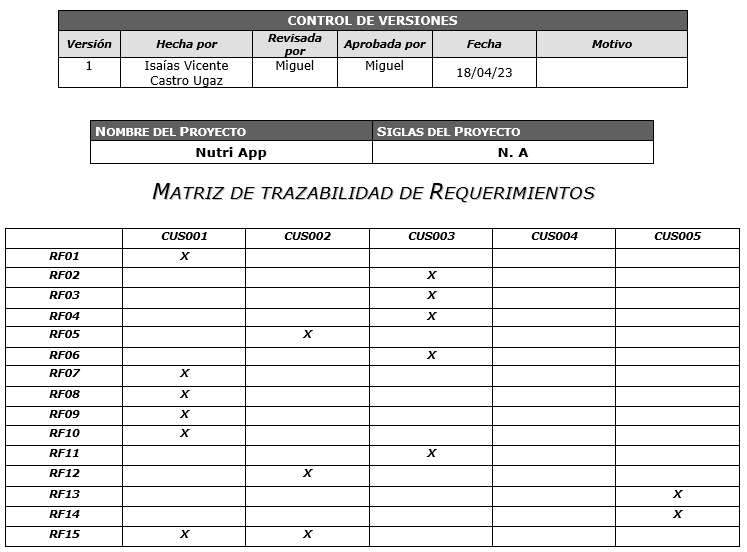 CONTROL DE VERSIONES
Versión Hecha por Revisada por Aprobada por Fecha Motivo
1 Isaías Vicente Castro Ugaz Miguel Miguel 18/04/23
NOMBRE DEL PROYECTO SIGLAS DEL PROYECTO
Nutri App N. A
MATRIZ DE TRAZABILIDAD DE REQUERIMIENTOS
CUS001 CUS002 CUS003 CUS004 CUS005
RF01 X
RF02 X
RF03 X
RF04 X
RF05 X
RF06 X
RF07 X
RF08 X
RF09 X
RF10 X
RF11 X
RF12 X
RF13 X
RF14 X
RF15 X X